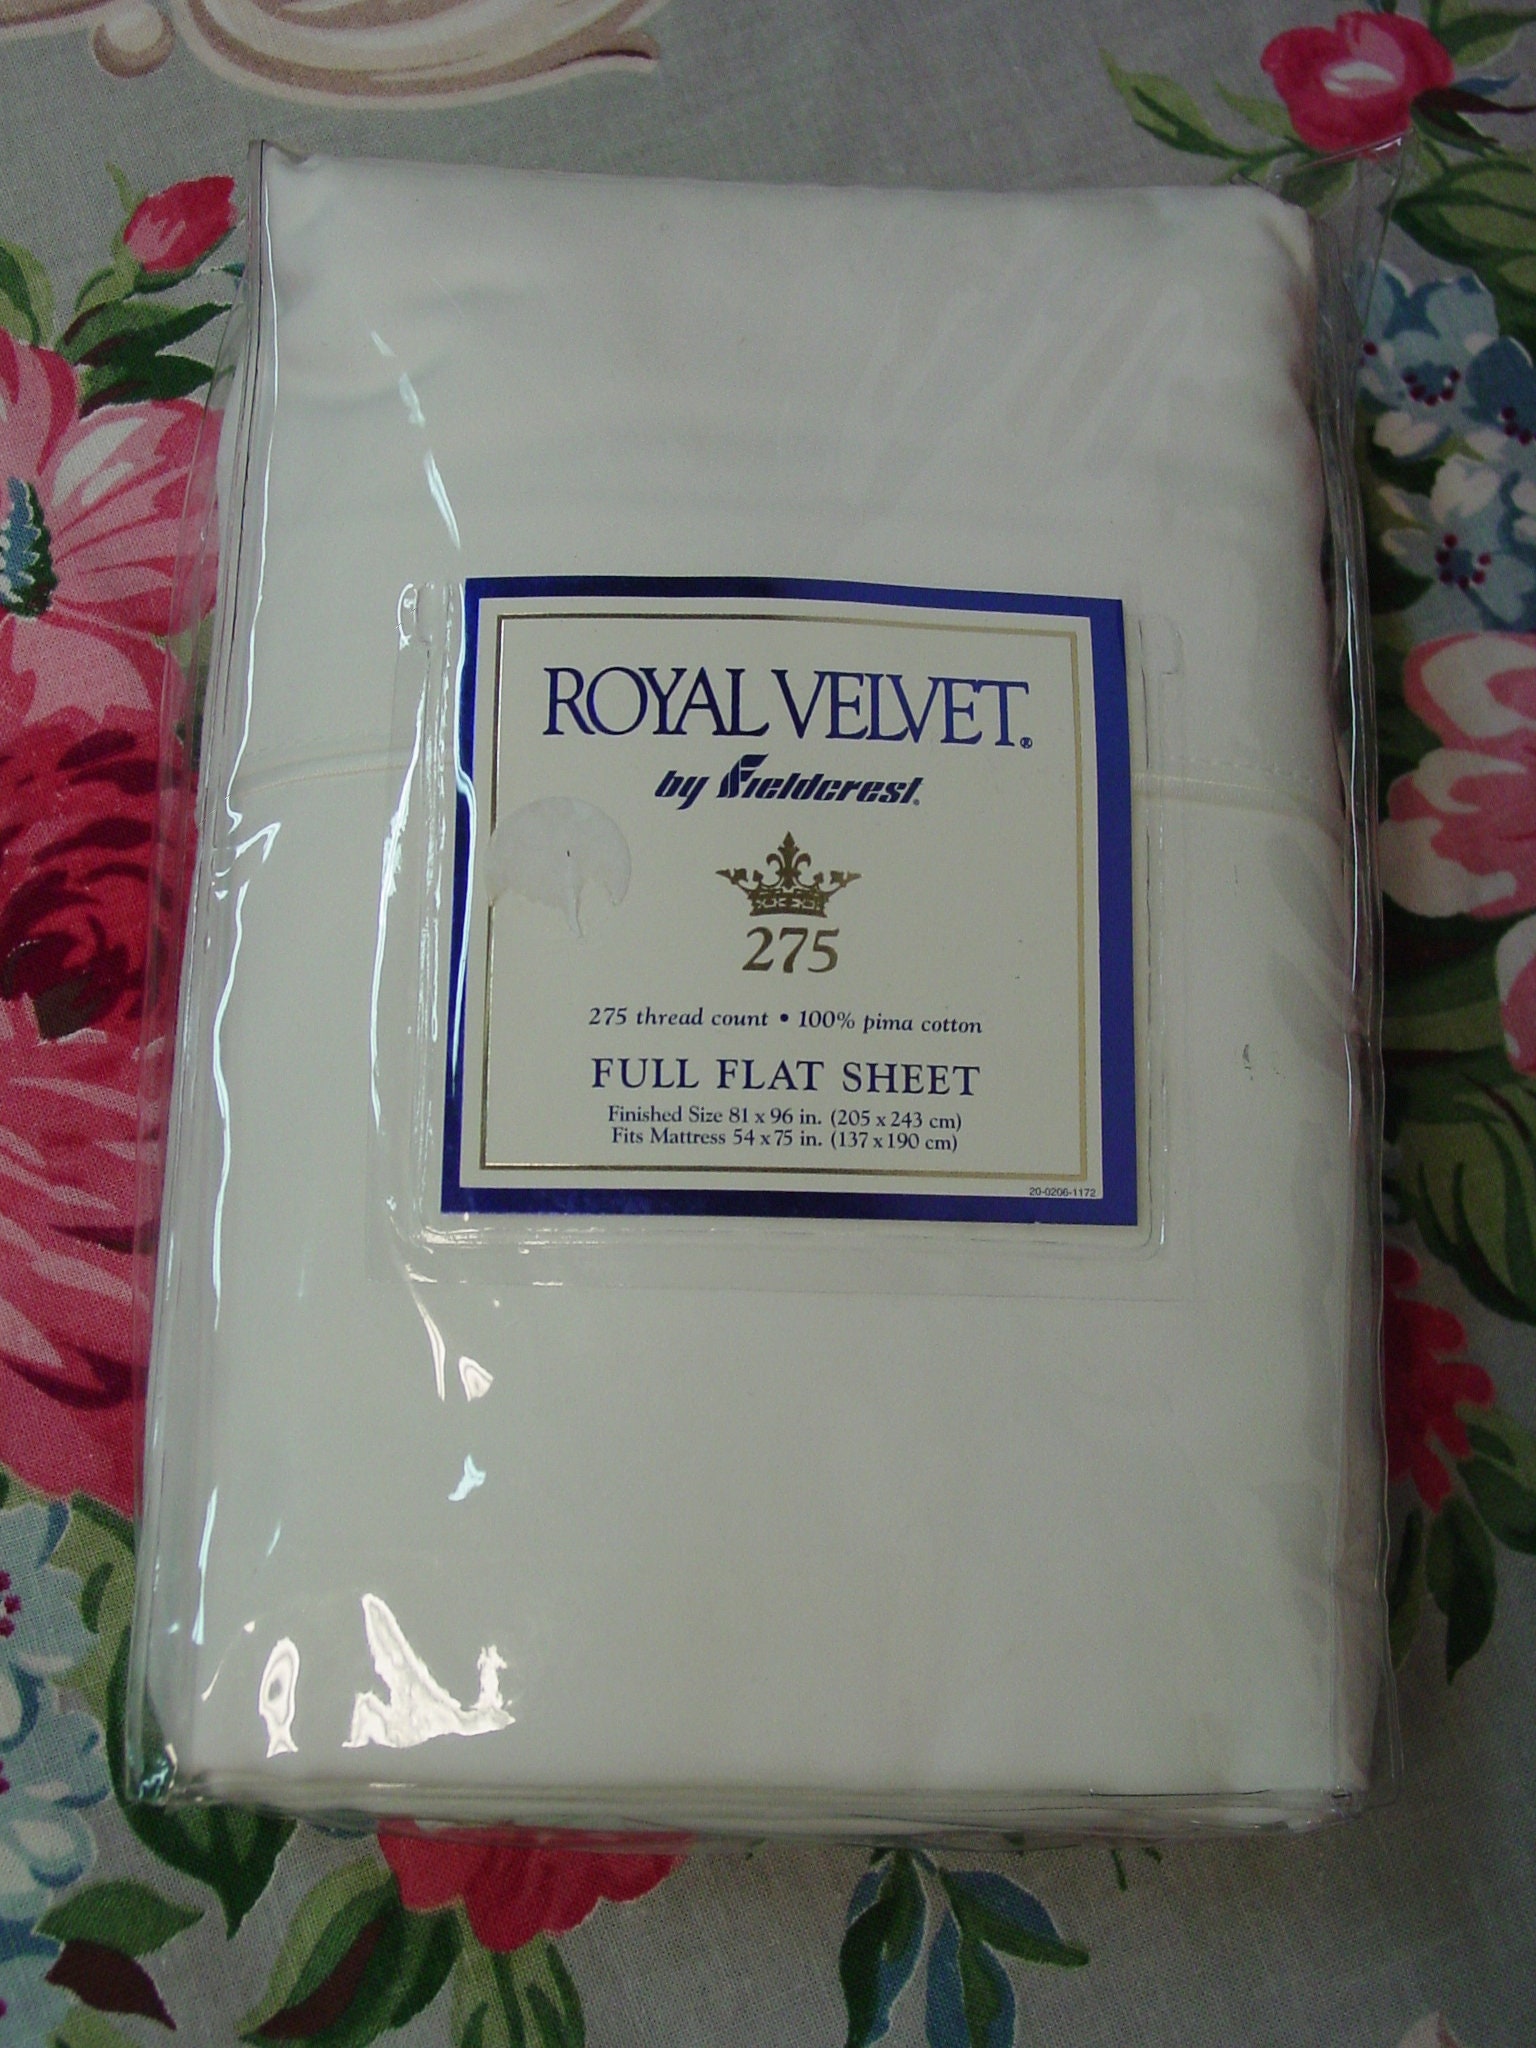 ROYAL VELVET®
by Fieldcrest®
275
275 thread count • 100% pima cotton
FULL FLAT SHEET
Finished Size 81 x 96 in. (205 x 243 cm)
Fits Mattress 54 x 75 in. (137 x 190 cm)
20-0206-1172